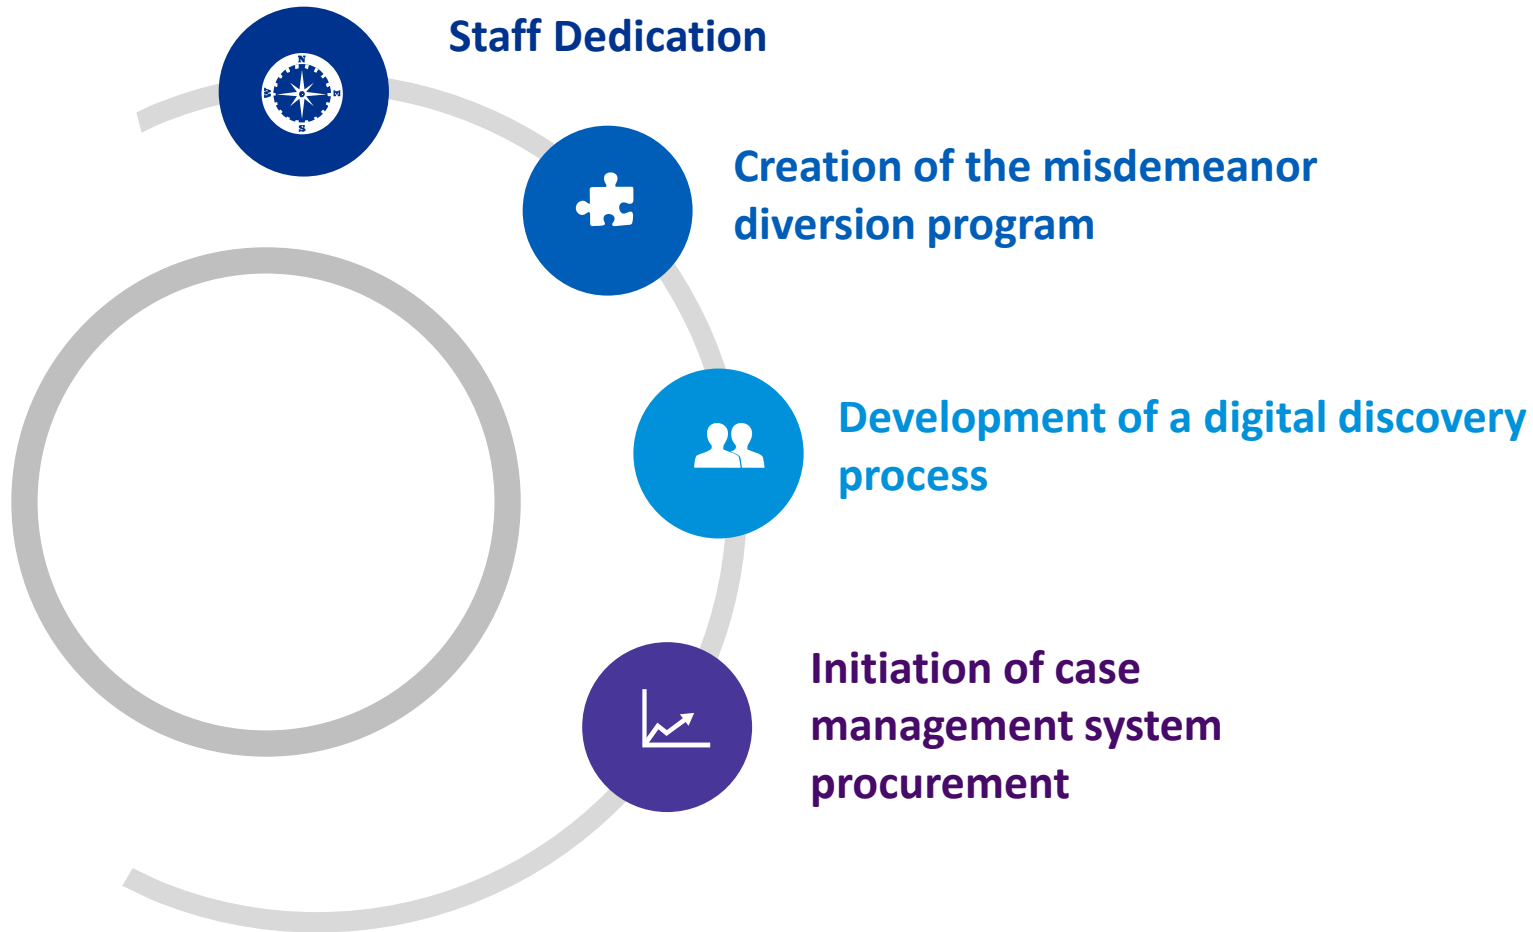 Staff Dedication
N
W
E
S
Creation of the misdemeanor
diversion program
Development of a digital discovery
process
Initiation of case
management system
procurement